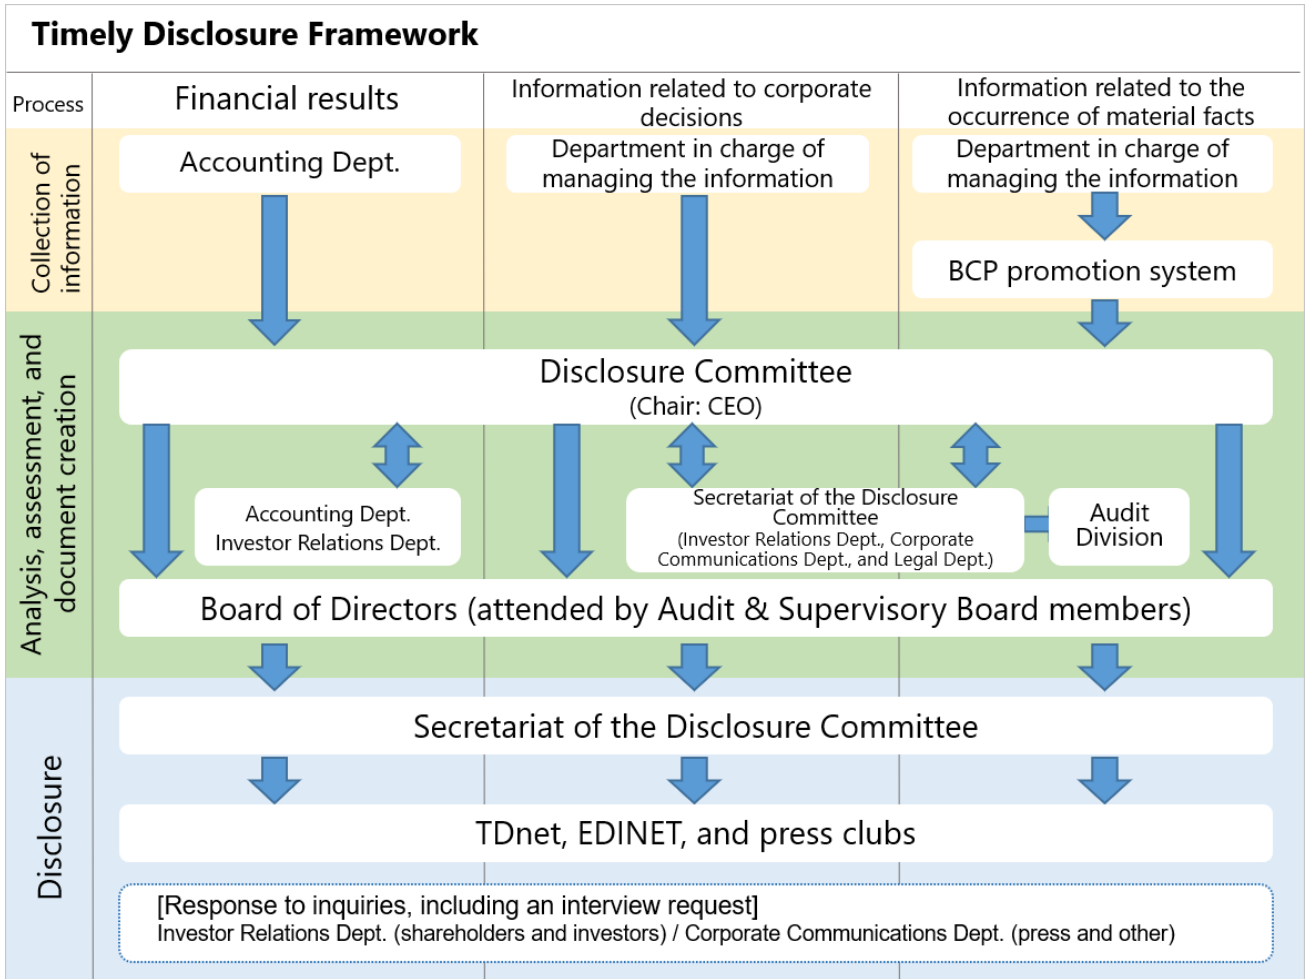 Timely Disclosure Framework
Process
Financial results
Information related to corporate
decisions
Information related to the
occurrence of material facts
Collection of
information
Accounting Dept.
Department in charge of
managing the information
Department in charge of
managing the information
BCP promotion system
Analysis, assessment, and
document creation
Disclosure Committee
(Chair: CEO)
Accounting Dept.
Investor Relations Dept.
Secretariat of the Disclosure
Committee
(Investor Relations Dept., Corporate
Communications Dept., and Legal Dept.)
Audit
Division
Board of Directors (attended by Audit & Supervisory Board members)
Disclosure
Secretariat of the Disclosure Committee
TDnet, EDINET, and press clubs
[Response to inquiries, including an interview request]
Investor Relations Dept. (shareholders and investors) / Corporate Communications Dept. (press and other)